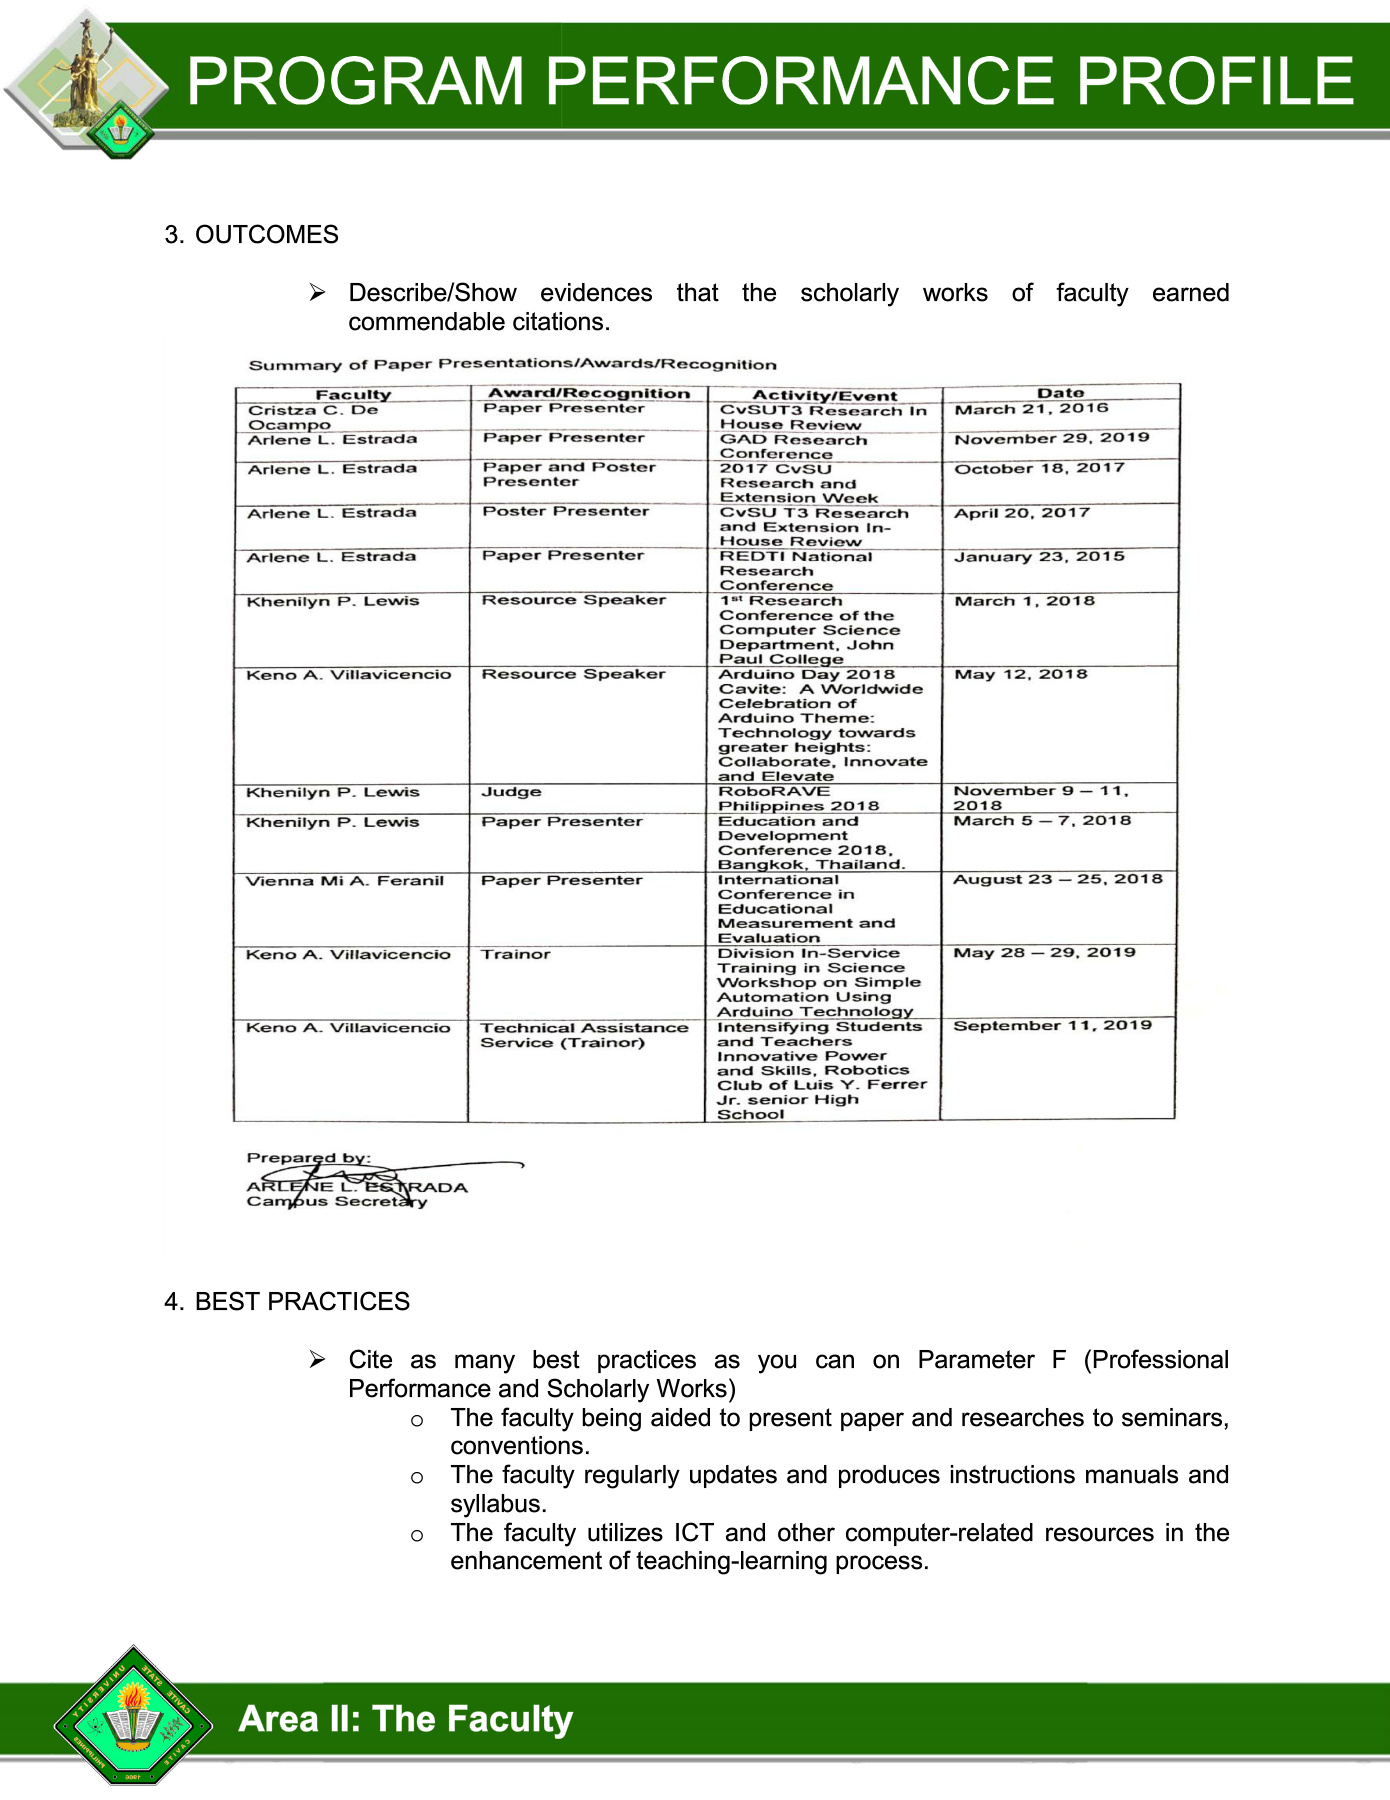 PROGRAM PERFORMANCE PROFILE
3. OUTCOMES
➢ Describe/Show evidences that the scholarly works of faculty earned
commendable citations.
Summary of Paper Presentations/Awards/Recognition
Faculty Award/Recognition Activity/Event Date
Cristza C. De Paper Presenter CvSUT3 Research In March 21, 2016
Ocampo House Review
Arlene L. Estrada Paper Presenter GAD Research November 29, 2019
Conference
Arlene L. Estrada Paper and Poster 2017 CvSU October 18, 2017
Presenter Research and
Extension Week
Arlene L. Estrada Poster Presenter CvSU T3 Research April 20, 2017
and Extension In-
House Review
Arlene L. Estrada Paper Presenter REDTI National January 23, 2015
Research
Conference
Khenilyn P. Lewis Resource Speaker 1st Research March 1, 2018
Conference of the
Computer Science
Department, John
Paul College
Keno A. Villavicencio Resource Speaker Arduino Day 2018 May 12, 2018
Cavite: A Worldwide
Celebration of
Arduino Theme:
Technology towards
greater heights:
Collaborate, Innovate
and Elevate
Khenilyn P. Lewis Judge RoboRAVE November 9 – 11,
Philippines 2018 2018
Khenilyn P. Lewis Paper Presenter Education and March 5 – 7, 2018
Development
Conference 2018,
Bangkok, Thailand.
Vienna Mi A. Feranil Paper Presenter International August 23 – 25, 2018
Conference in
Educational
Measurement and
Evaluation
Keno A. Villavicencio Trainor Division In-Service May 28 – 29, 2019
Training in Science
Workshop on Simple
Automation Using
Arduino Technology
Keno A. Villavicencio Technical Assistance Intensifying Students September 11, 2019
Service (Trainor) and Teachers
Innovative Power
and Skills, Robotics
Club of Luis Y. Ferrer
Jr. senior High
School
Prepared by:
ARLENE L. ESTRADA
Campus Secretary
4. BEST PRACTICES
➢ Cite as many best practices as you can on Parameter F (Professional
Performance and Scholarly Works)
o The faculty being aided to present paper and researches to seminars,
conventions.
o The faculty regularly updates and produces instructions manuals and
syllabus.
o The faculty utilizes ICT and other computer-related resources in the
enhancement of teaching-learning process.
CAVITE STATE UNIVERSITY
CAVITE
PHILIPPINES
1906
Area II: The Faculty